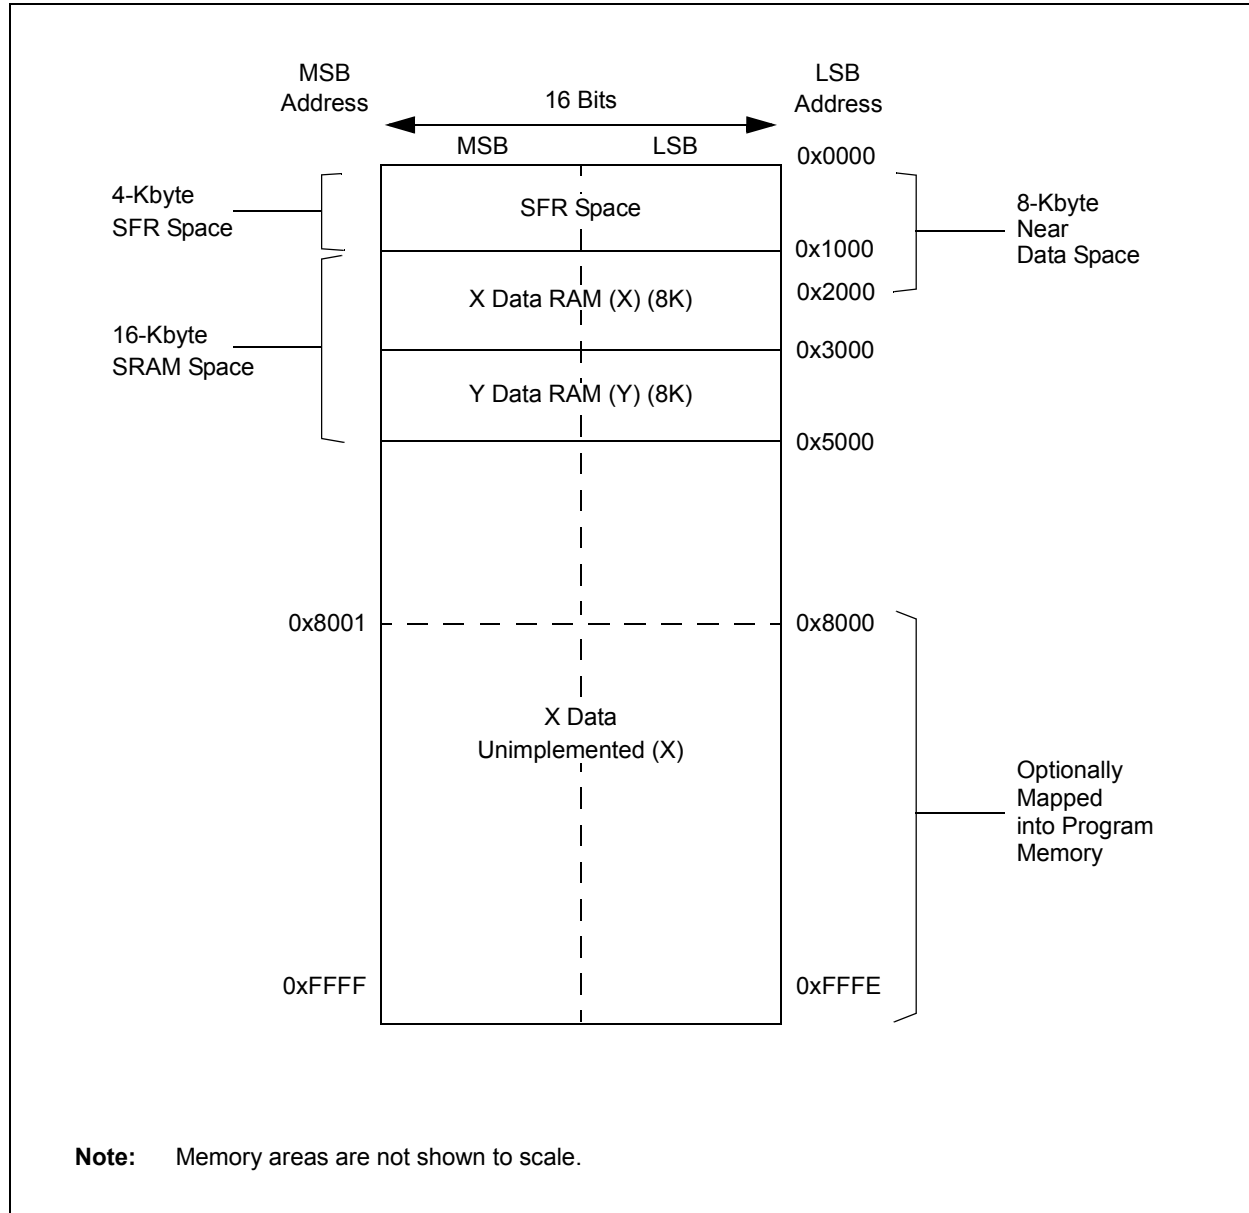 MSB
Address
LSB
Address
16 Bits
MSB
LSB
0x0000
4-Kbyte
SFR Space
SFR Space
8-Kbyte
Near
Data Space
0x1000
X Data RAM (X) (8K)
0x2000
16-Kbyte
SRAM Space
0x3000
Y Data RAM (Y) (8K)
0x5000
0x8001
0x8000
X Data
Unimplemented (X)
Optionally
Mapped
into Program
Memory
0xFFFF
0xFFFE
Note: Memory areas are not shown to scale.